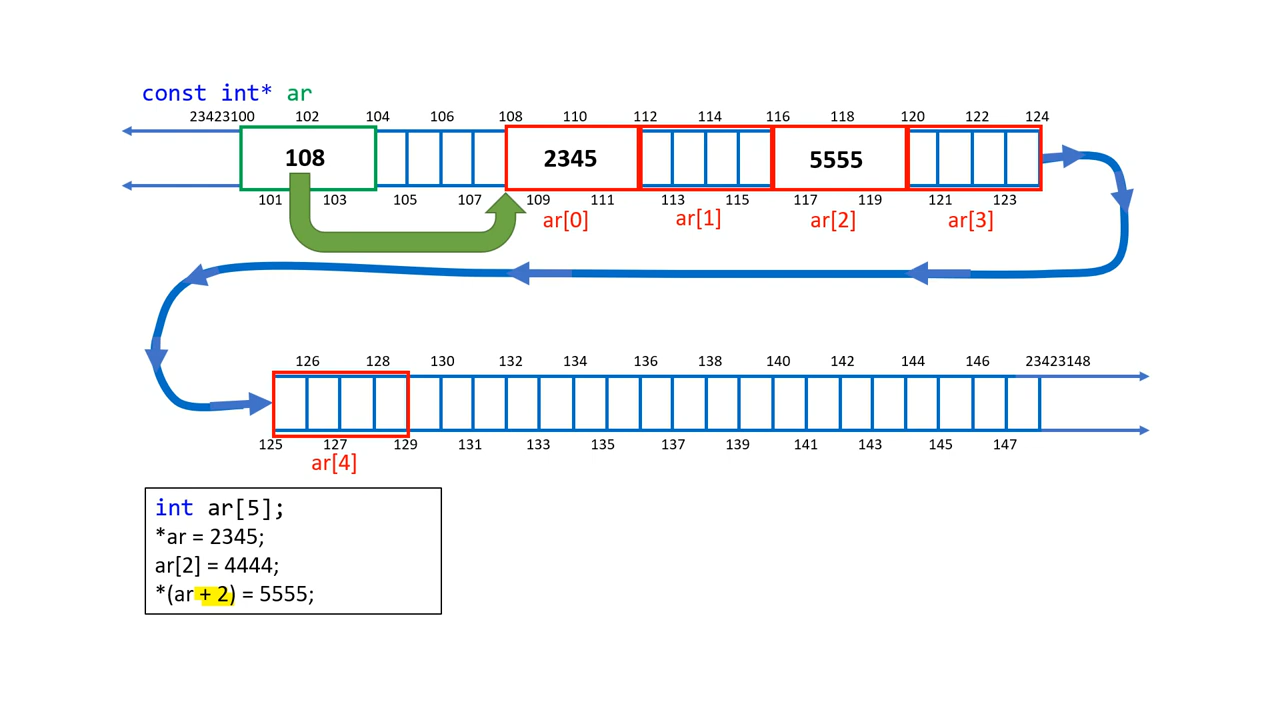 const int* ar
23423100 102 104 106 108 110 112 114 116 118 120 122 124
108 2345 5555
101 103 105 107 109 111 113 115 117 119 121 123
ar[0] ar[1] ar[2] ar[3]
126 128 130 132 134 136 138 140 142 144 146 23423148
125 127 129 131 133 135 137 139 141 143 145 147
ar[4]
int ar[5];
*ar = 2345;
ar[2] = 4444;
*(ar + 2) = 5555;